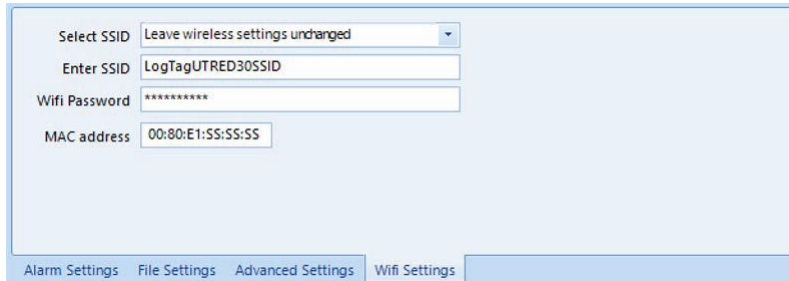 Select SSID Leave wireless settings unchanged
Enter SSID LogTagUTRED30SSID
Wifi Password **********
MAC address 00:80:E1:SS:SS:SS
Alarm Settings File Settings Advanced Settings Wifi Settings